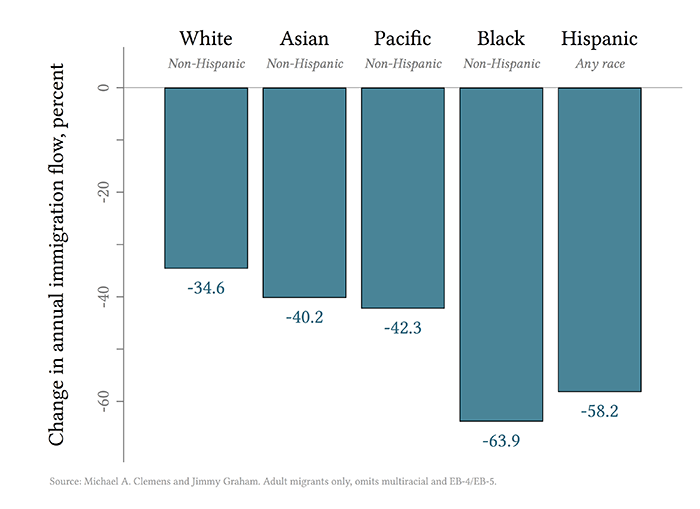 White Asian Pacific Black Hispanic
Non-Hispanic Non-Hispanic Non-Hispanic Non-Hispanic Any race
Change in annual immigration flow, percent
0
-20
-40
-60
-34.6
-40.2
-42.3
-63.9
-58.2
Source: Michael A. Clemens and Jimmy Graham. Adult migrants only, omits multiracial and EB-4/EB-5.